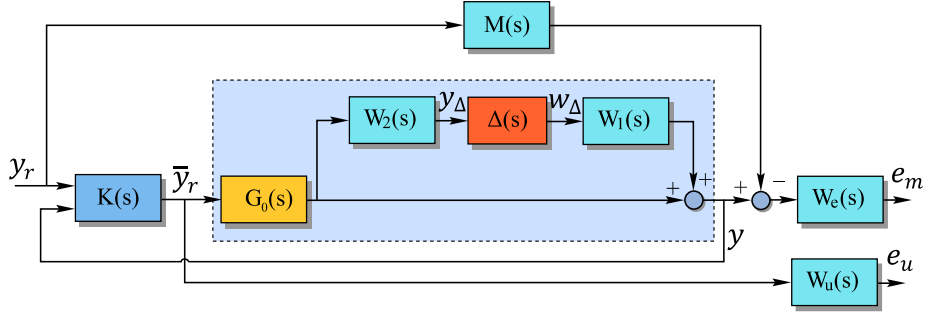 M(s)
y_Δ
w_Δ
W₂(s)
Δ(s)
W₁(s)
y_r
ȳ_r
+
+
+
−
e_m
K(s)
G₀(s)
W_e(s)
y
e_u
W_u(s)